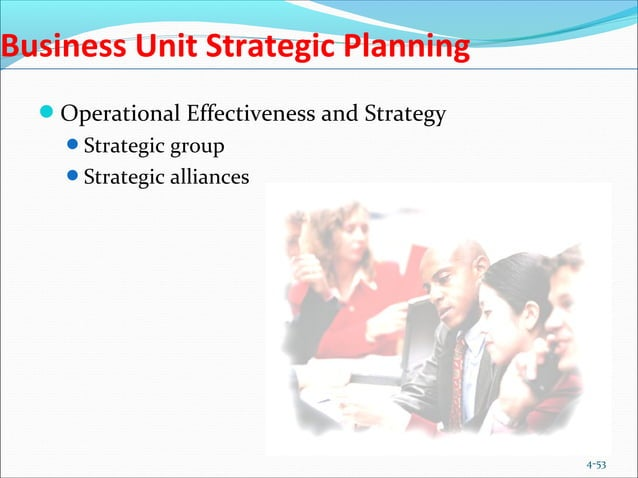 Business Unit Strategic Planning
Operational Effectiveness and Strategy
Strategic group
Strategic alliances
4-53